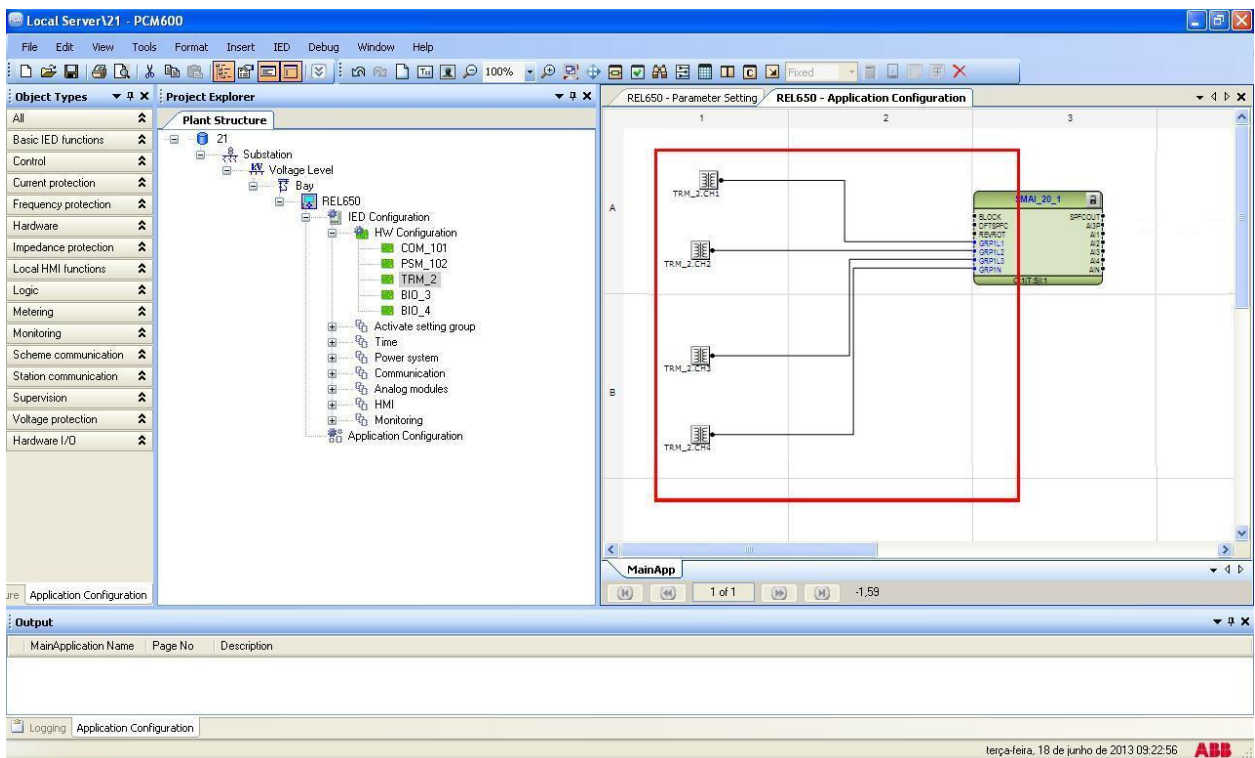 Local Server\21 - PCM600
File Edit View Tools Format Insert IED Debug Window Help
100% Fixed
Object Types
All
Basic IED functions
Control
Current protection
Frequency protection
Hardware
Impedance protection
Local HMI functions
Logic
Metering
Monitoring
Scheme communication
Station communication
Supervision
Voltage protection
Hardware I/O
Application Configuration
Project Explorer
Plant Structure
21
Substation
Voltage Level
Bay
REL650
IED Configuration
HW Configuration
COM_101
PSM_102
TRM_2
BIO_3
BIO_4
Activate setting group
Time
Power system
Communication
Analog modules
HMI
Monitoring
Application Configuration
REL650 - Parameter Setting REL650 - Application Configuration
1 2 3
A
B
TRM_2.CH1
TRM_2.CH2
TRM_2.CH3
TRM_2.CH4
SMAI_20_1
BLOCK SPFCOUT
DFTSPFC AI3P
REVROT AI1
GRP1L1 AI2
GRP1L2 AI3
GRP1L3 AI4
GRP1N AIN
MainApp
1 of 1 -1,59
Output
MainApplication Name Page No Description
Logging Application Configuration
terça-feira, 18 de junho de 2013 09:22:56 ABB